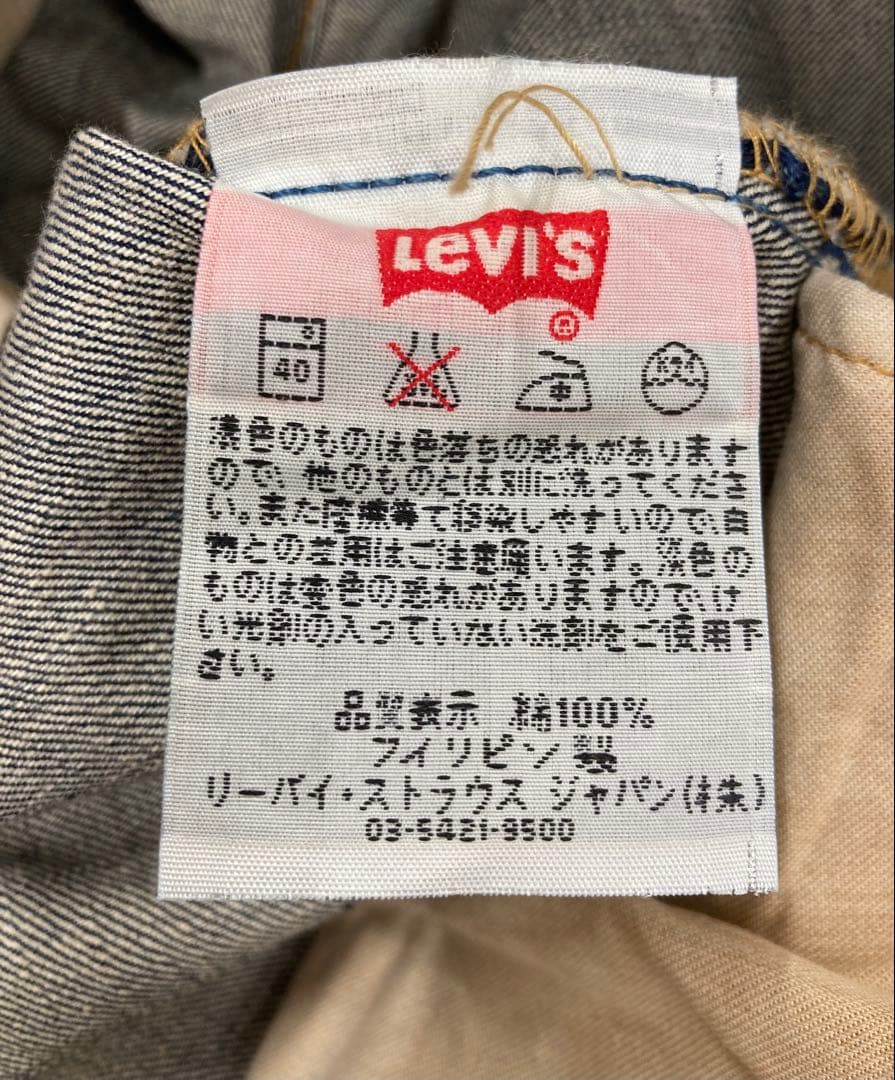 LEVI'S
®
40
中
ドライ
濃色のものは色落ちの恐れがあります
ので、他のものとは別に洗ってくださ
い。また摩擦等で移染しやすいので、白
物との着用はご注意願います。淡色の
ものは変色の恐れがありますので、け
い光剤の入っていない洗剤をご使用下
さい。
品質表示 綿100%
フィリピン製
リーバイ・ストラウス ジャパン(株)
03-5421-9500